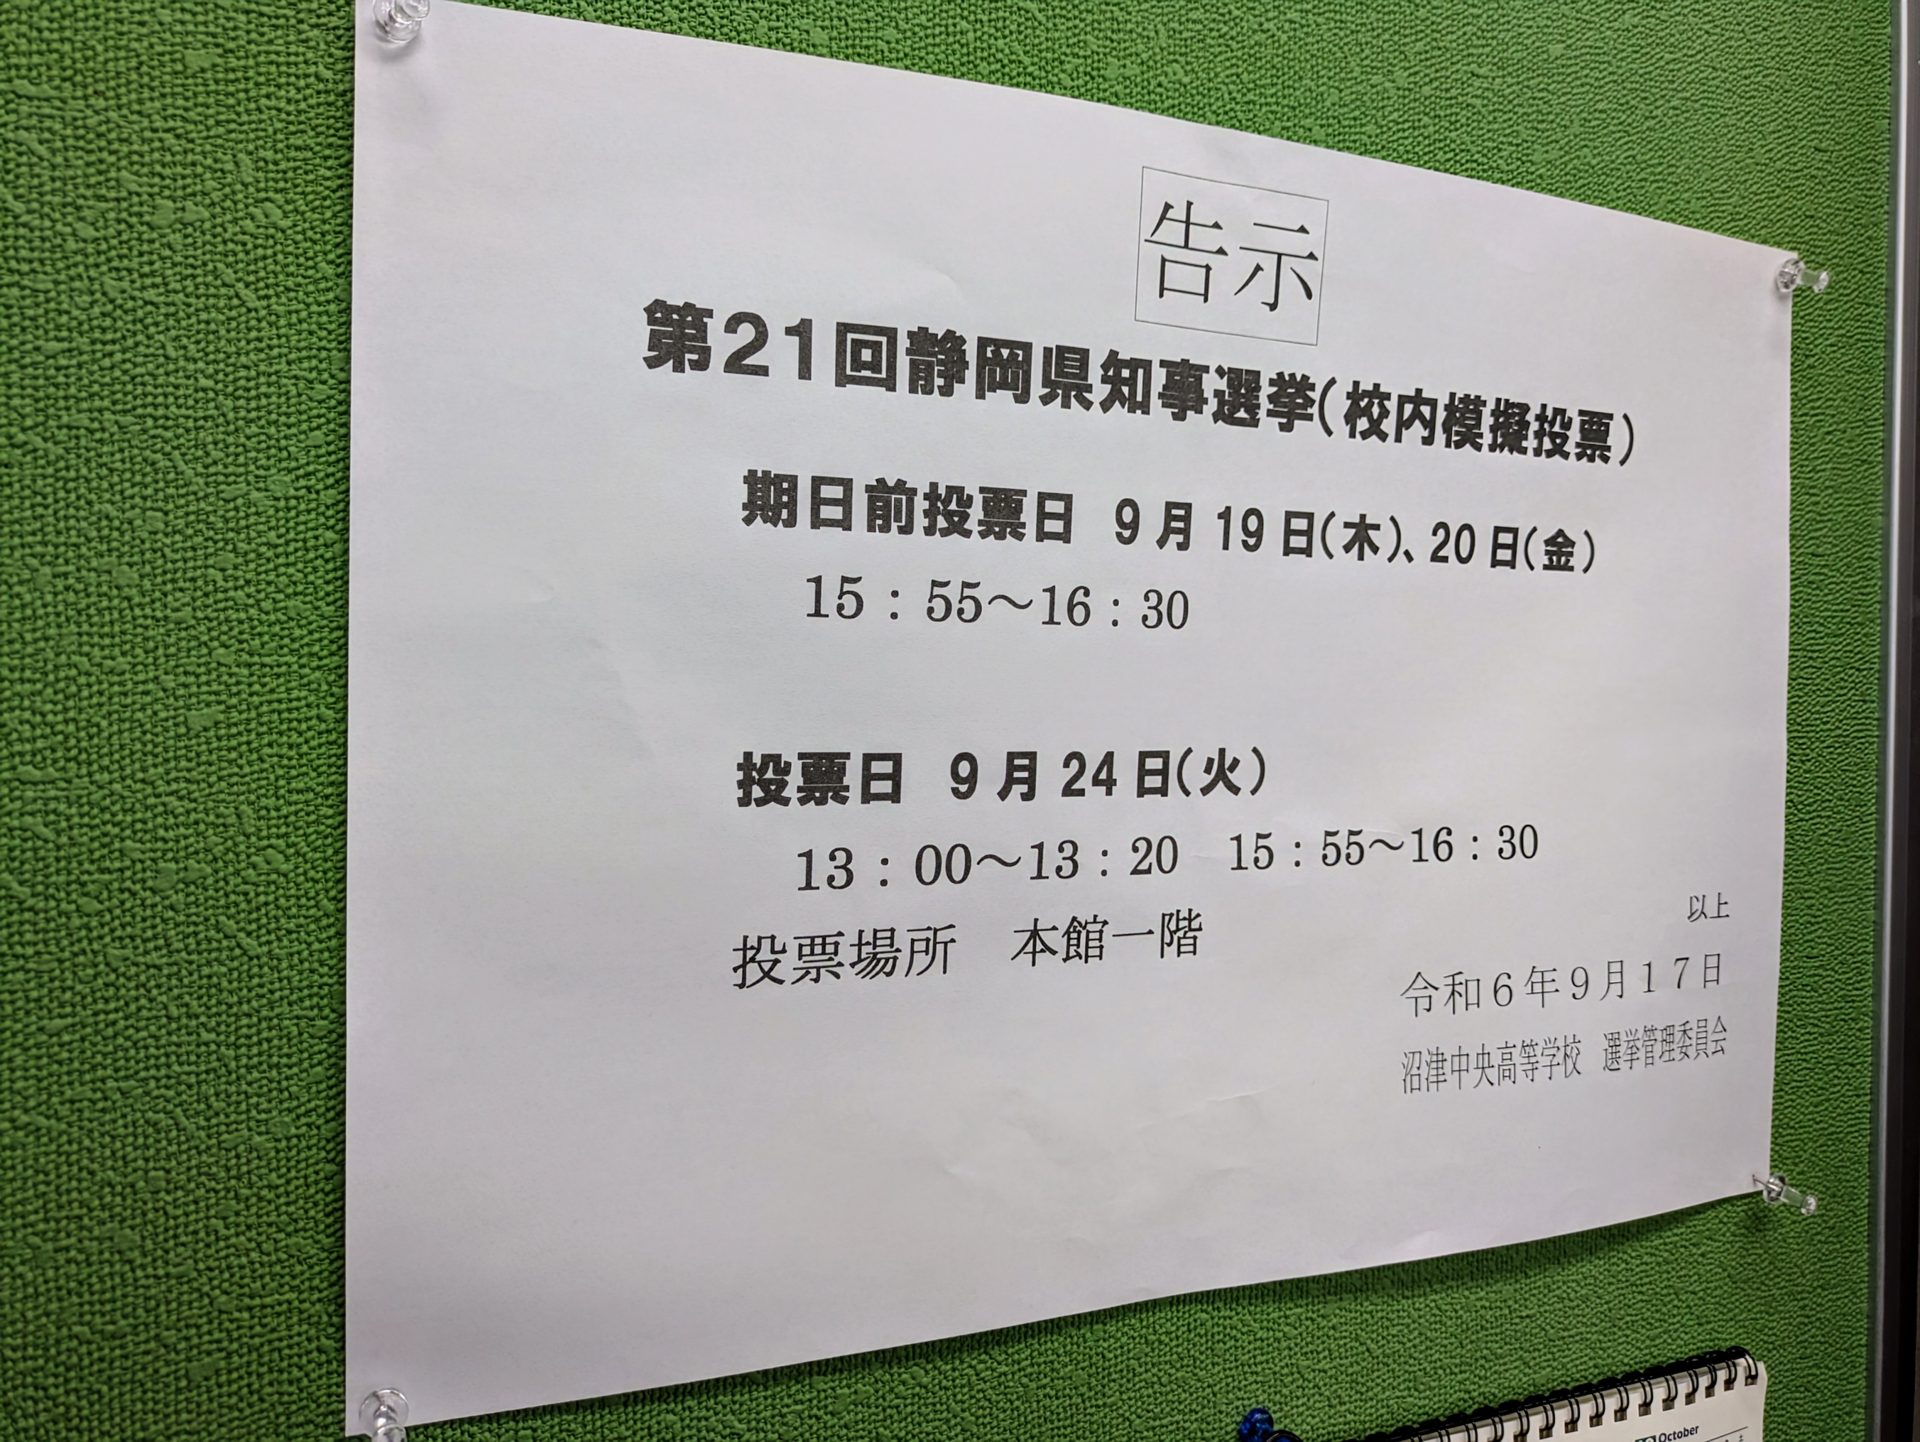 告示
第21回静岡県知事選挙(校内模擬投票)
期日前投票日 9月19日(木)、20日(金)
15：55～16：30
投票日 9月24日(火)
13：00～13：20 15：55～16：30
投票場所 本館一階
以上
令和6年9月17日
沼津中央高等学校 選挙管理委員会
October